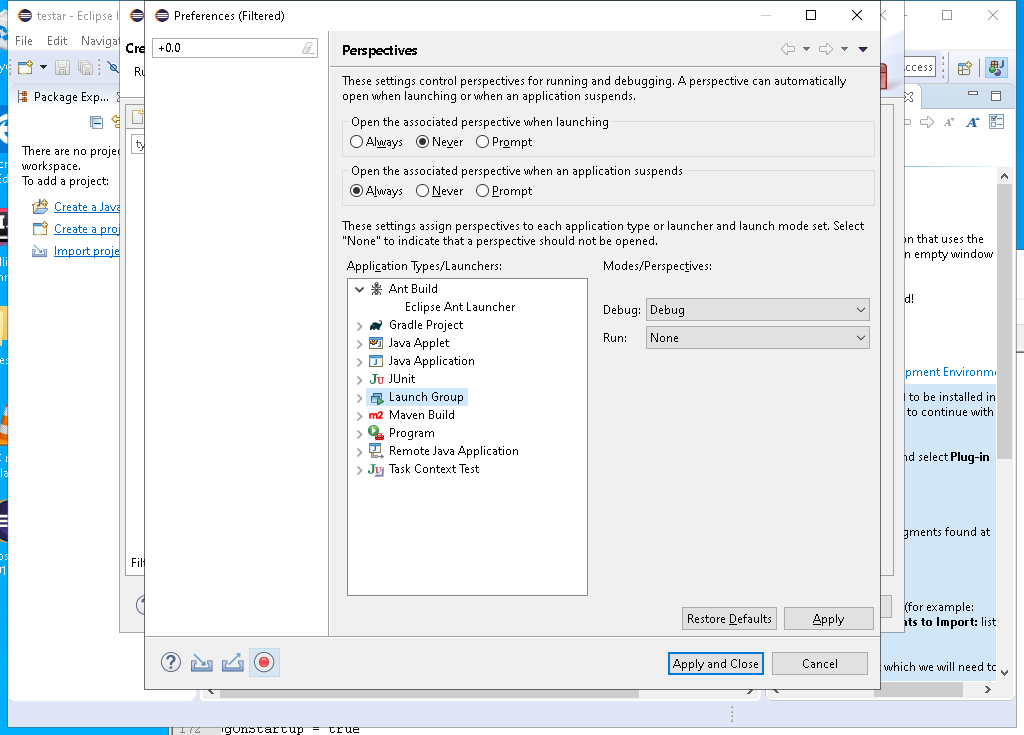 testar - Eclipse I
Preferences (Filtered)
File Edit Naviga
Cre
Ru
+0.0
Perspectives
ccess
Package Exp...
These settings control perspectives for running and debugging. A perspective can automatically
open when launching or when an application suspends.
Open the associated perspective when launching
Always Never Prompt
There are no projec
workspace.
To add a project:
Create a Java
Create a proj
Import proje
ty
Open the associated perspective when an application suspends
Always Never Prompt
These settings assign perspectives to each application type or launcher and launch mode set. Select
"None" to indicate that a perspective should not be opened.
Application Types/Launchers:
Modes/Perspectives:
Ant Build
Eclipse Ant Launcher
Gradle Project
Java Applet
Java Application
JUnit
Launch Group
Maven Build
Program
Remote Java Application
Task Context Test
Debug: Debug
Run: None
on that uses the
n empty window
d!
pment Environme
l to be installed in
to continue with
nd select Plug-in
gments found at
(for example:
nts to Import: list
which we will need to
Filt
Restore Defaults Apply
Apply and Close Cancel
172 gOnStartup = true